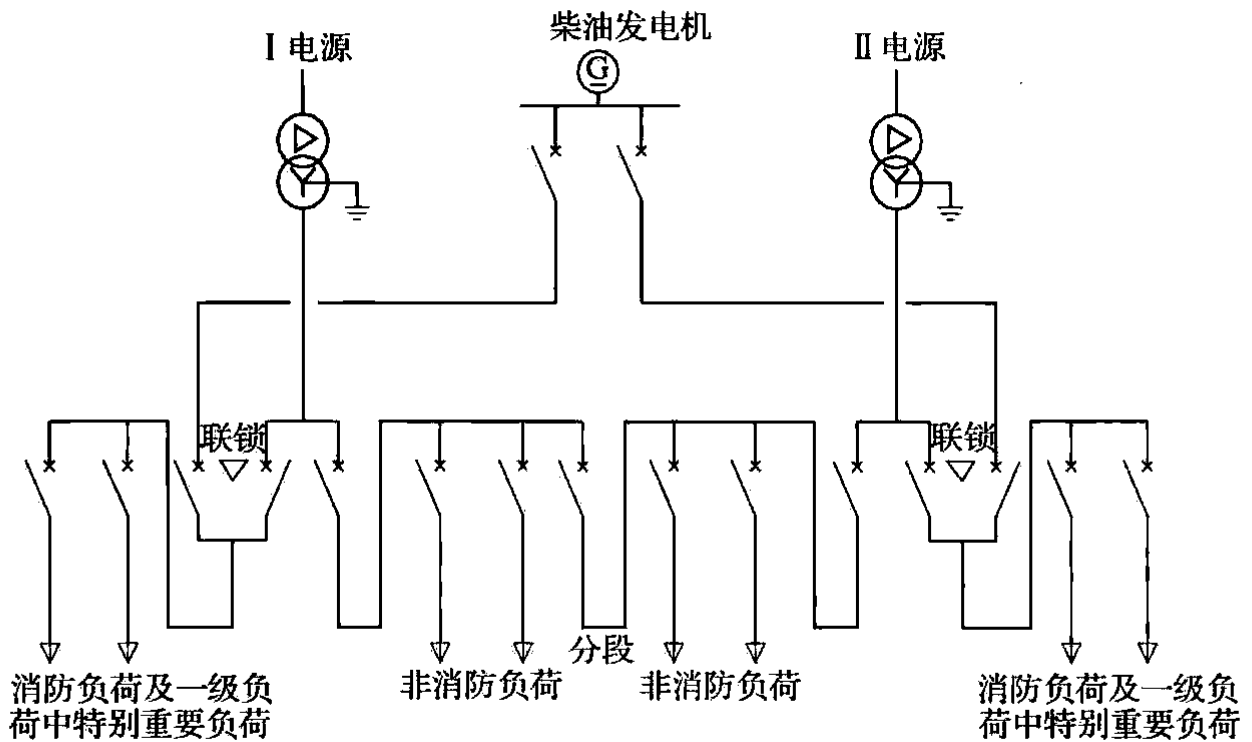 柴油发电机
Ⅰ电源
G
Ⅱ电源
联锁
联锁
分段
消防负荷及一级负
荷中特别重要负荷
非消防负荷
非消防负荷
消防负荷及一级负
荷中特别重要负荷